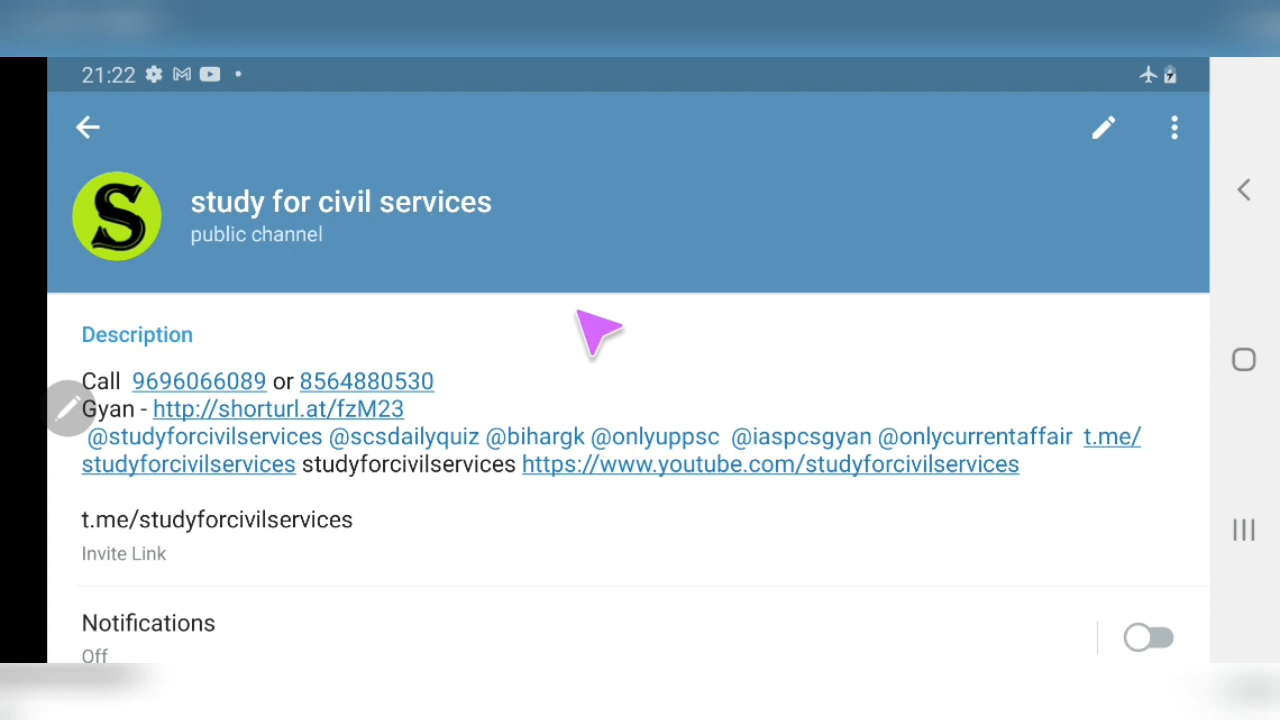 21:22
S
study for civil services
public channel
Description
Call 9696066089 or 8564880530
Gyan - http://shorturl.at/fzM23
@studyforcivilservices @scsdailyquiz @bihargk @onlyuppsc @iaspcsgyan @onlycurrentaffair t.me/
studyforcivilservices studyforcivilservices https://www.youtube.com/studyforcivilservices
t.me/studyforcivilservices
Invite Link
Notifications
Off